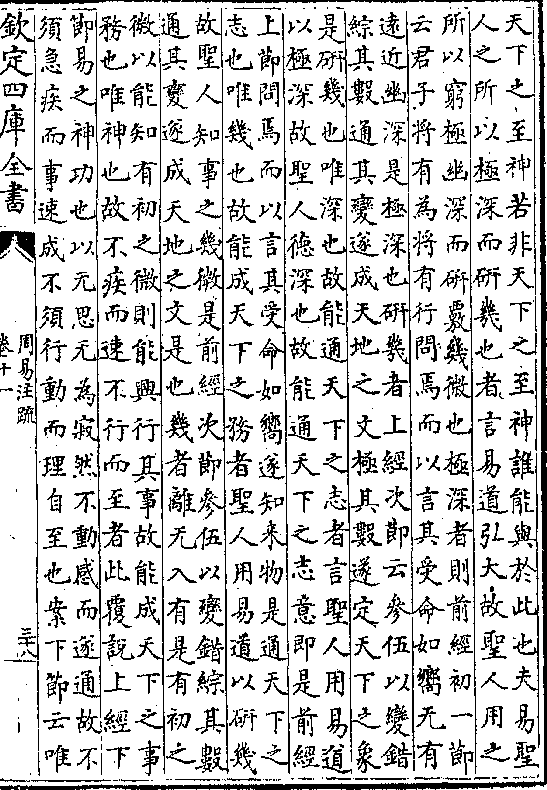 天下之至神若非天下之至神誰能與於此也夫易聖
人之所以極深而研幾也者言易道弘大故聖人用之
所以窮極幽深而研覈幾微也極深者則前經初一節
云君子將有為將有行問焉而以言其受命如嚮无有
遠近幽深是極深也研幾者上經次節云參伍以變錯
綜其數通其變遂成天地之文極其數遂定天下之象
是研幾也唯深也故能通天下之志者言聖人用易道
以極深故聖人德深也故能通天下之志意即是前經
上節問焉而以言其受命如嚮遂知来物是通天下之
志也唯幾也故能成天下之務者聖人用易道以研幾
故聖人知事之幾微是前經次節參伍以變錯綜其數
通其變遂成天地之文是也幾者離无入有是有初之
微以能知有初之微則能興行其事故能成天下之事
務也唯神也故不疾而速不行而至者此覆說上經下
節易之神功也以无思无為寂然不動感而遂通故不
須急疾而事速成不須行動而理自至也案下節云唯
欽定四庫全書
周易注疏
卷十一
三十八